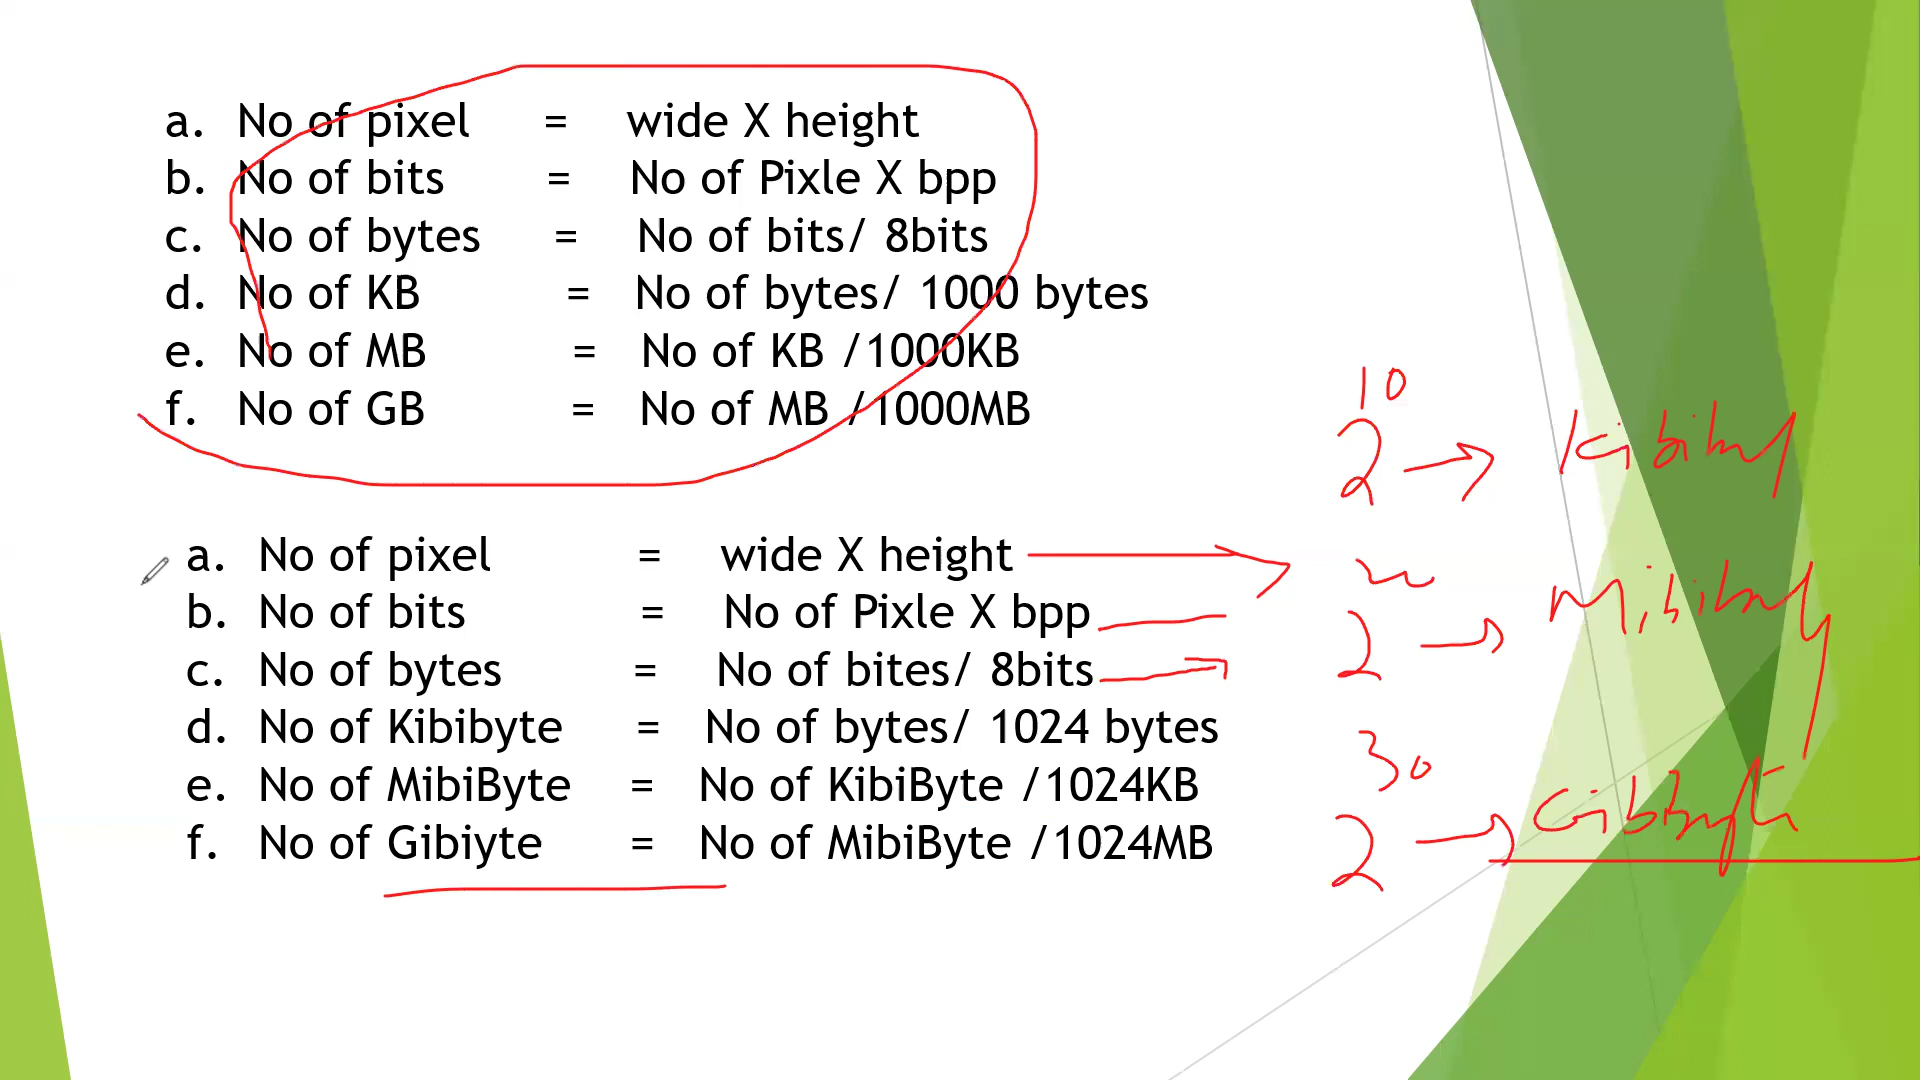 a. No of pixel = wide X height
b. No of bits = No of Pixle X bpp
c. No of bytes = No of bits/ 8bits
d. No of KB = No of bytes/ 1000 bytes
e. No of MB = No of KB /1000KB
f. No of GB = No of MB /1000MB
a. No of pixel = wide X height
b. No of bits = No of Pixle X bpp
c. No of bytes = No of bites/ 8bits
d. No of Kibibyte = No of bytes/ 1024 bytes
e. No of MibiByte = No of KibiByte /1024KB
f. No of Gibiyte = No of MibiByte /1024MB
10
2 →
2 →
30
2 →